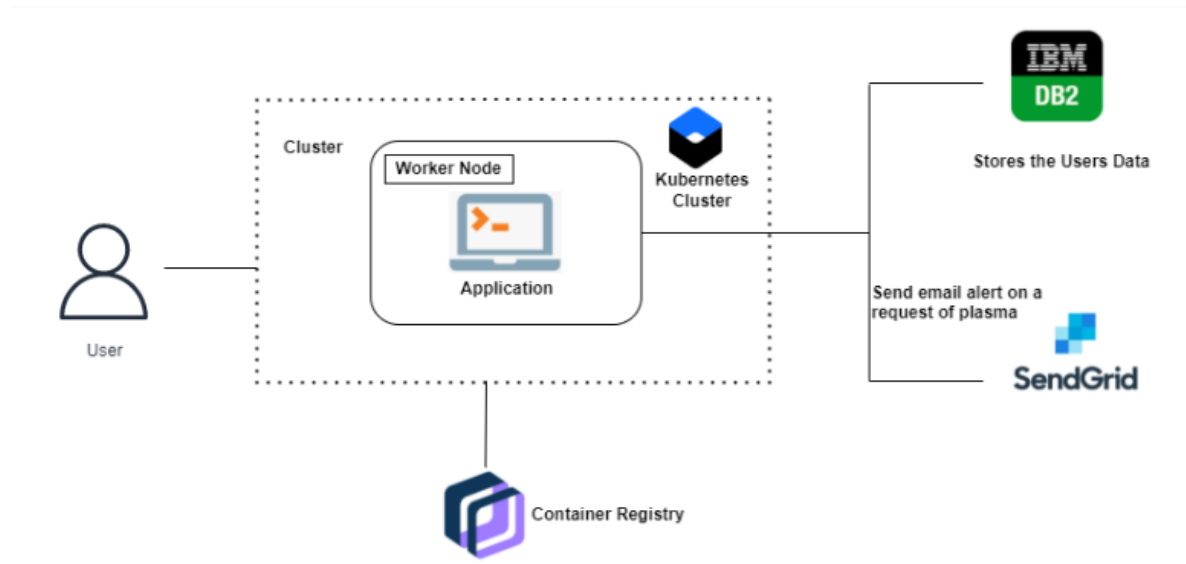 IBM
DB2
Stores the Users Data
Cluster
Worker Node
Kubernetes
Cluster
Application
User
Send email alert on a
request of plasma
SendGrid
Container Registry